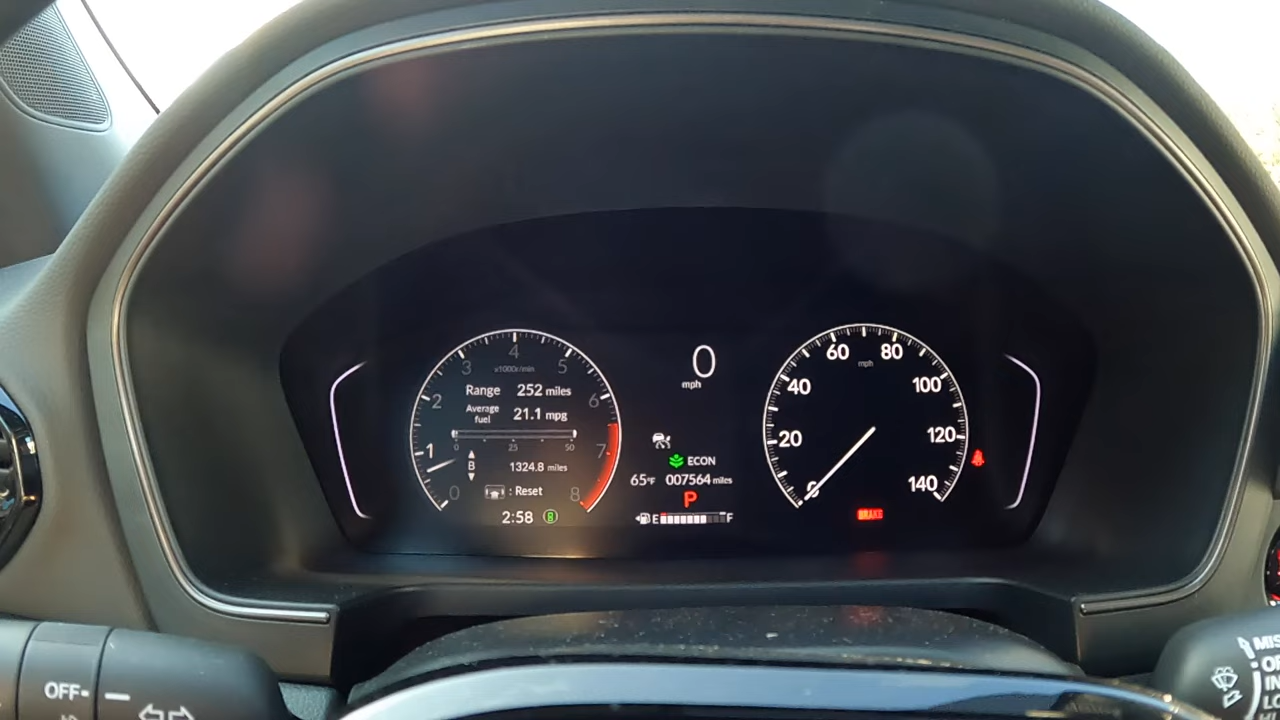 4
3 5
x1000r/min
2 6
Range 252 miles
Average fuel 21.1 mpg
0 25 50
1 7
B 1324.8 miles
: Reset
0 8
2:58
0
mph
ECON
65°F 007564 miles
P
E F
60 80
mph
40 100
20 120
0 140
BRAKE
OFF
MIS